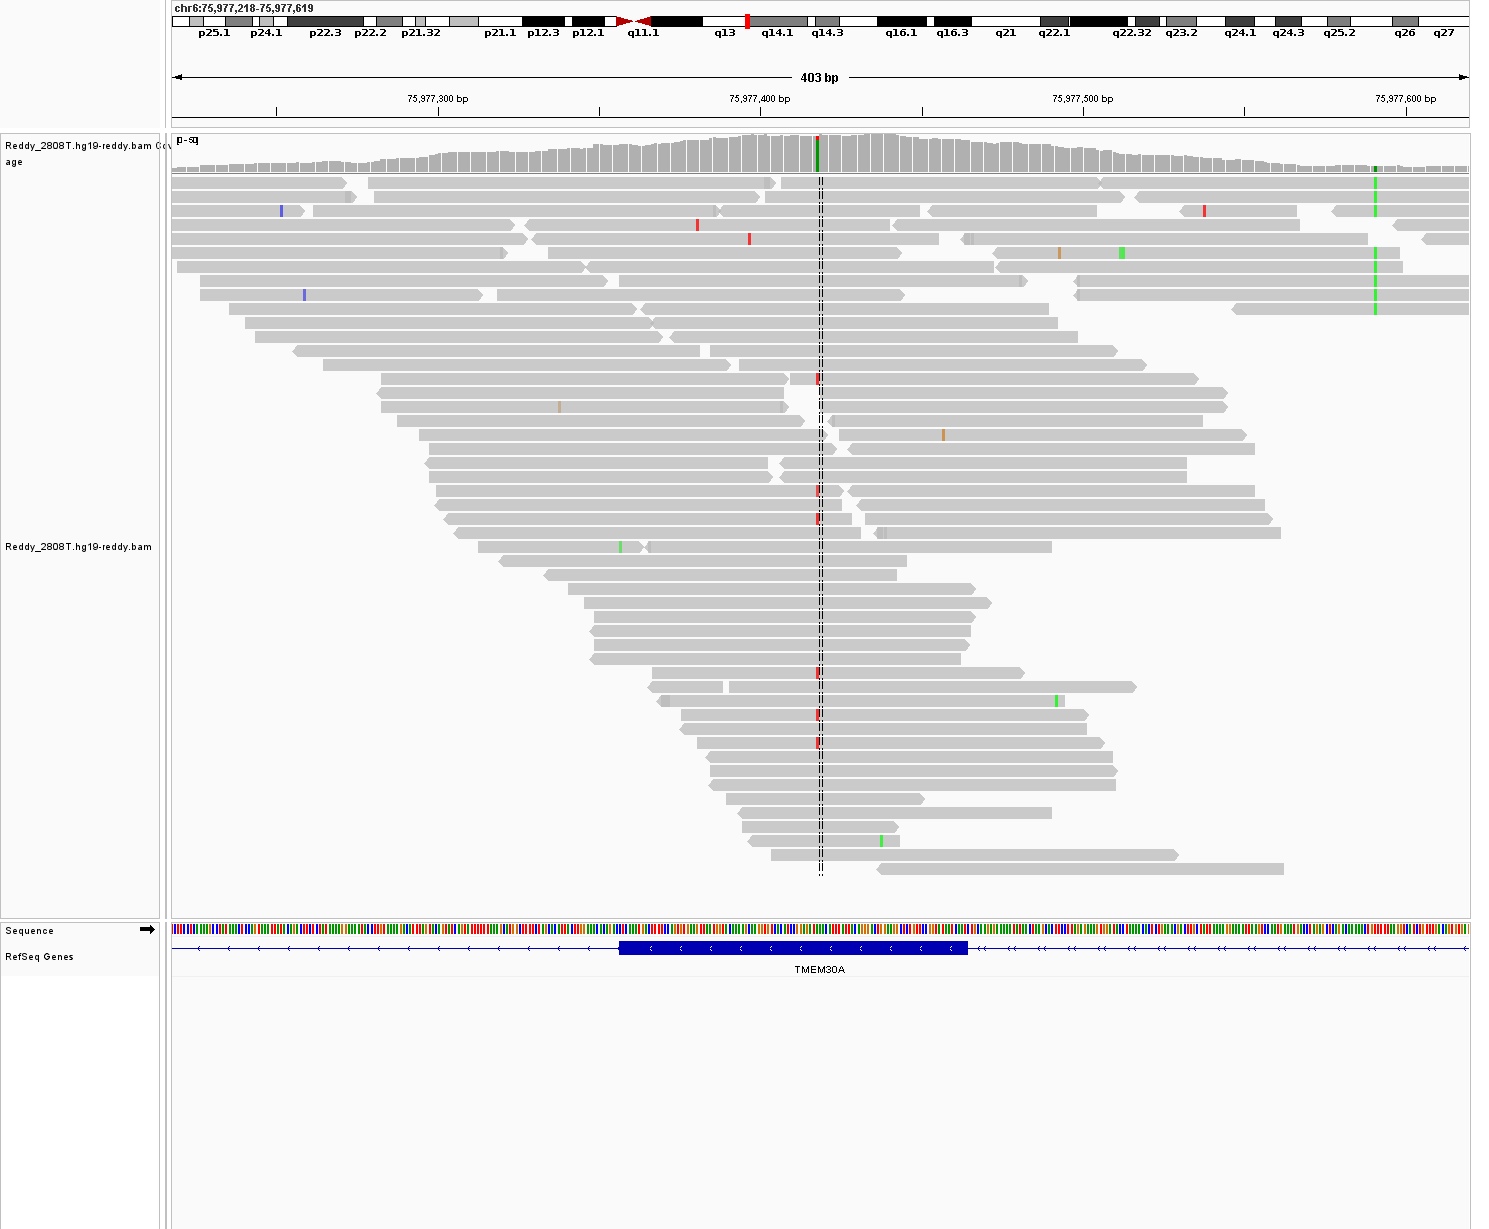 chr6:75,977,218-75,977,619
p25.1 p24.1 p22.3 p22.2 p21.32 p21.1 p12.3 p12.1 q11.1 q13 q14.1 q14.3 q16.1 q16.3 q21 q22.1 q22.32 q23.2 q24.1 q24.3 q25.2 q26 q27
403 bp
75,977,300 bp 75,977,400 bp 75,977,500 bp 75,977,600 bp
Reddy_2808T.hg19-reddy.bam
age
Reddy_2808T.hg19-reddy.bam
Sequence
RefSeq Genes
TMEM30A